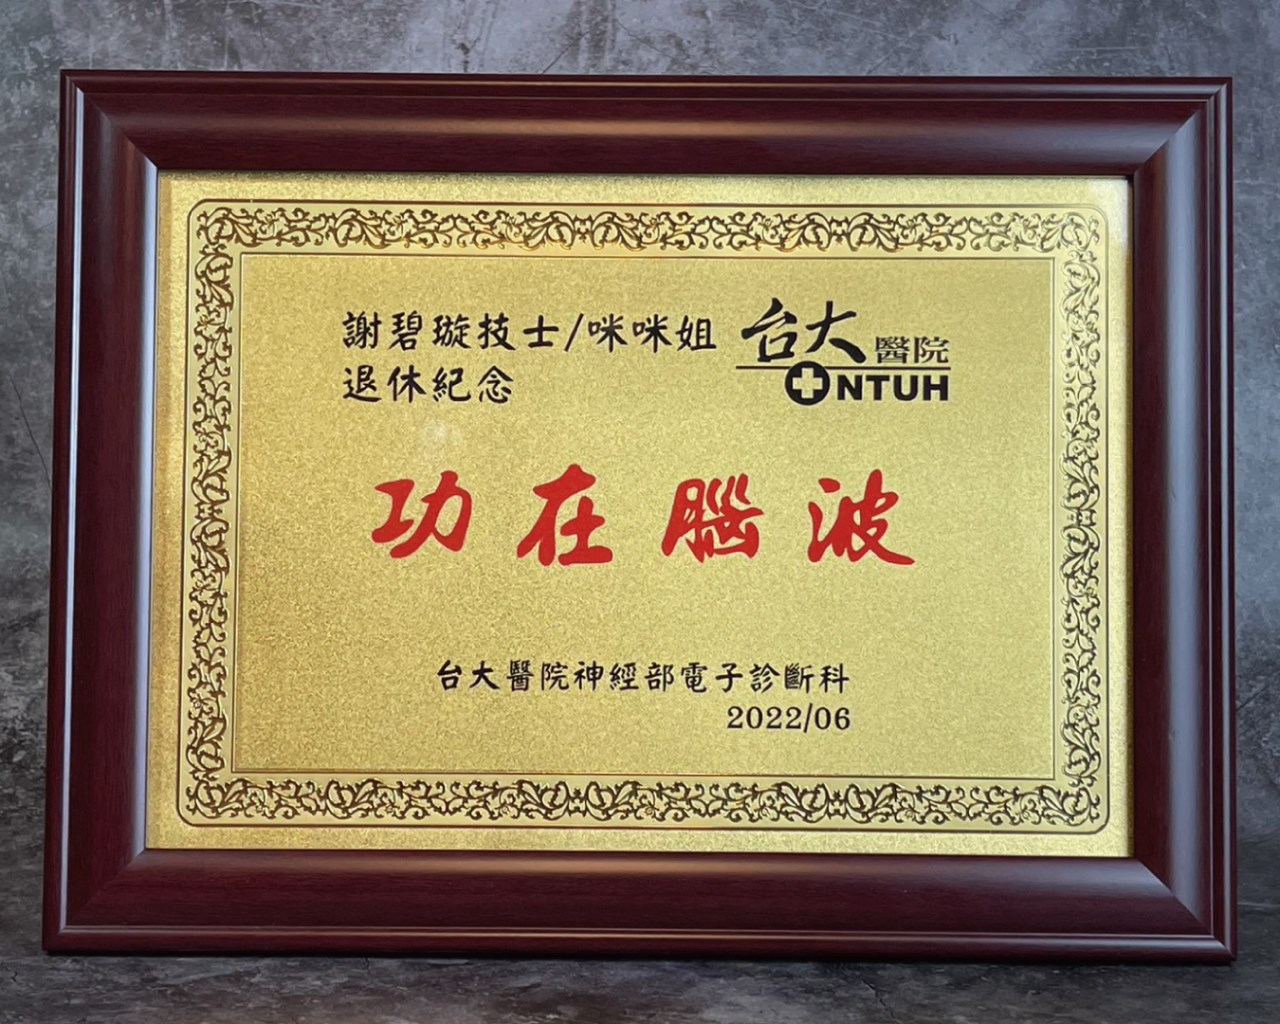 謝碧璇技士/咪咪姐
退休紀念
台大醫院
NTUH
功在腦波
台大醫院神經部電子診斷科
2022/06